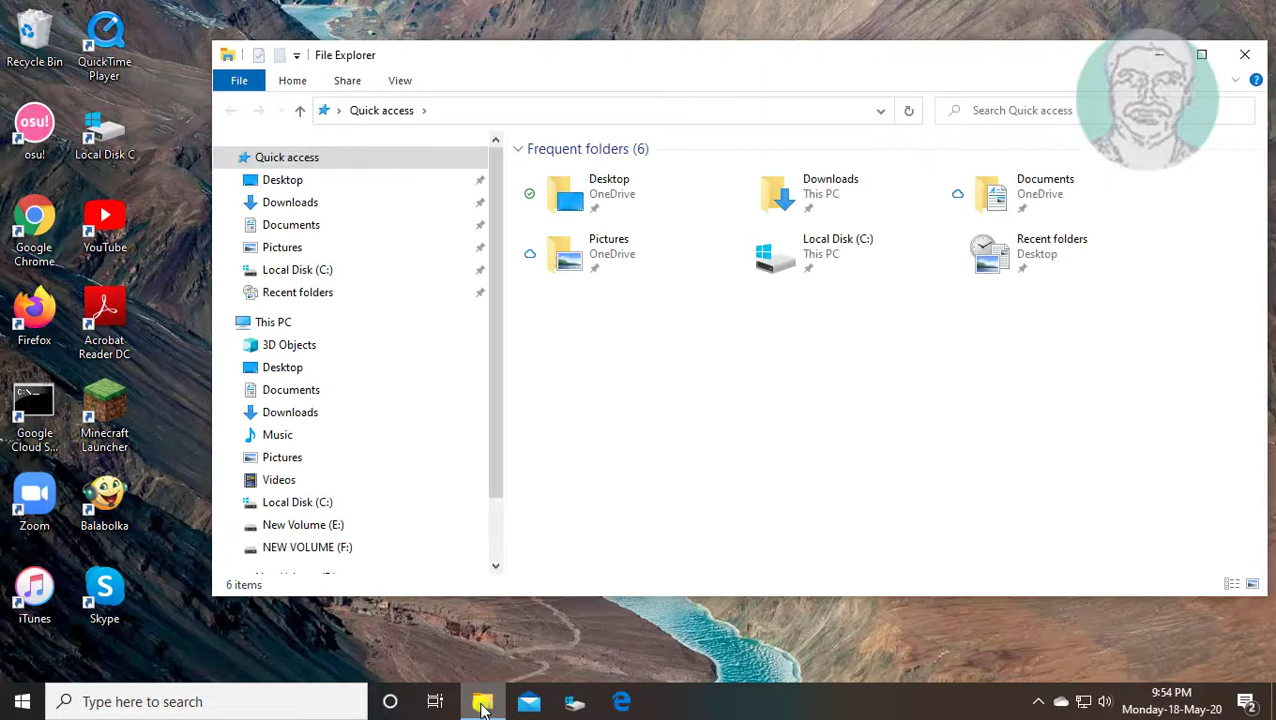 Recycle Bin
QuickTime
Player
osu!
osu!
Local Disk C
Google
Chrome
YouTube
Firefox
Acrobat
Reader DC
C:\_
Google
Cloud S...
Minecraft
Launcher
Zoom
Balabolka
iTunes
Skype
File Explorer
File
Home
Share
View
Quick access
Search Quick access
Quick access
Desktop
Downloads
Documents
Pictures
Local Disk (C:)
Recent folders
This PC
3D Objects
Desktop
Documents
Downloads
Music
Pictures
Videos
Local Disk (C:)
New Volume (E:)
NEW VOLUME (F:)
Frequent folders (6)
Desktop
OneDrive
Downloads
This PC
Documents
OneDrive
Pictures
OneDrive
Local Disk (C:)
This PC
Recent folders
Desktop
6 items
Type here to search
9:54 PM
Monday-18-May-20
2